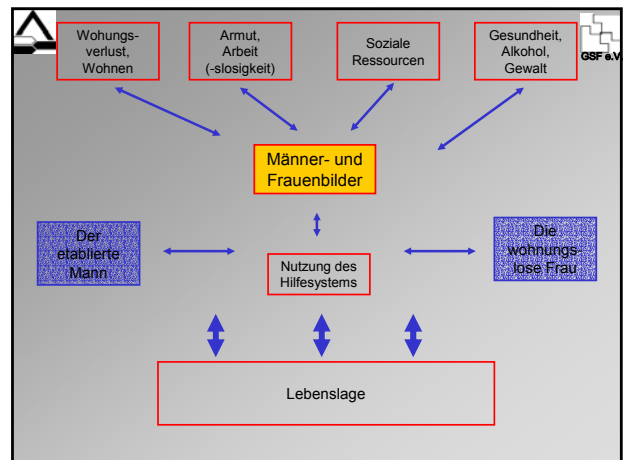 Wohungs-
verlust,
Wohnen
Armut,
Arbeit
(-slosigkeit)
Soziale
Ressourcen
Gesundheit,
Alkohol,
Gewalt
GSF e.V.
Männer- und
Frauenbilder
Der
etablierte
Mann
Nutzung des
Hilfesystems
Die
wohnungs-
lose Frau
Lebenslage